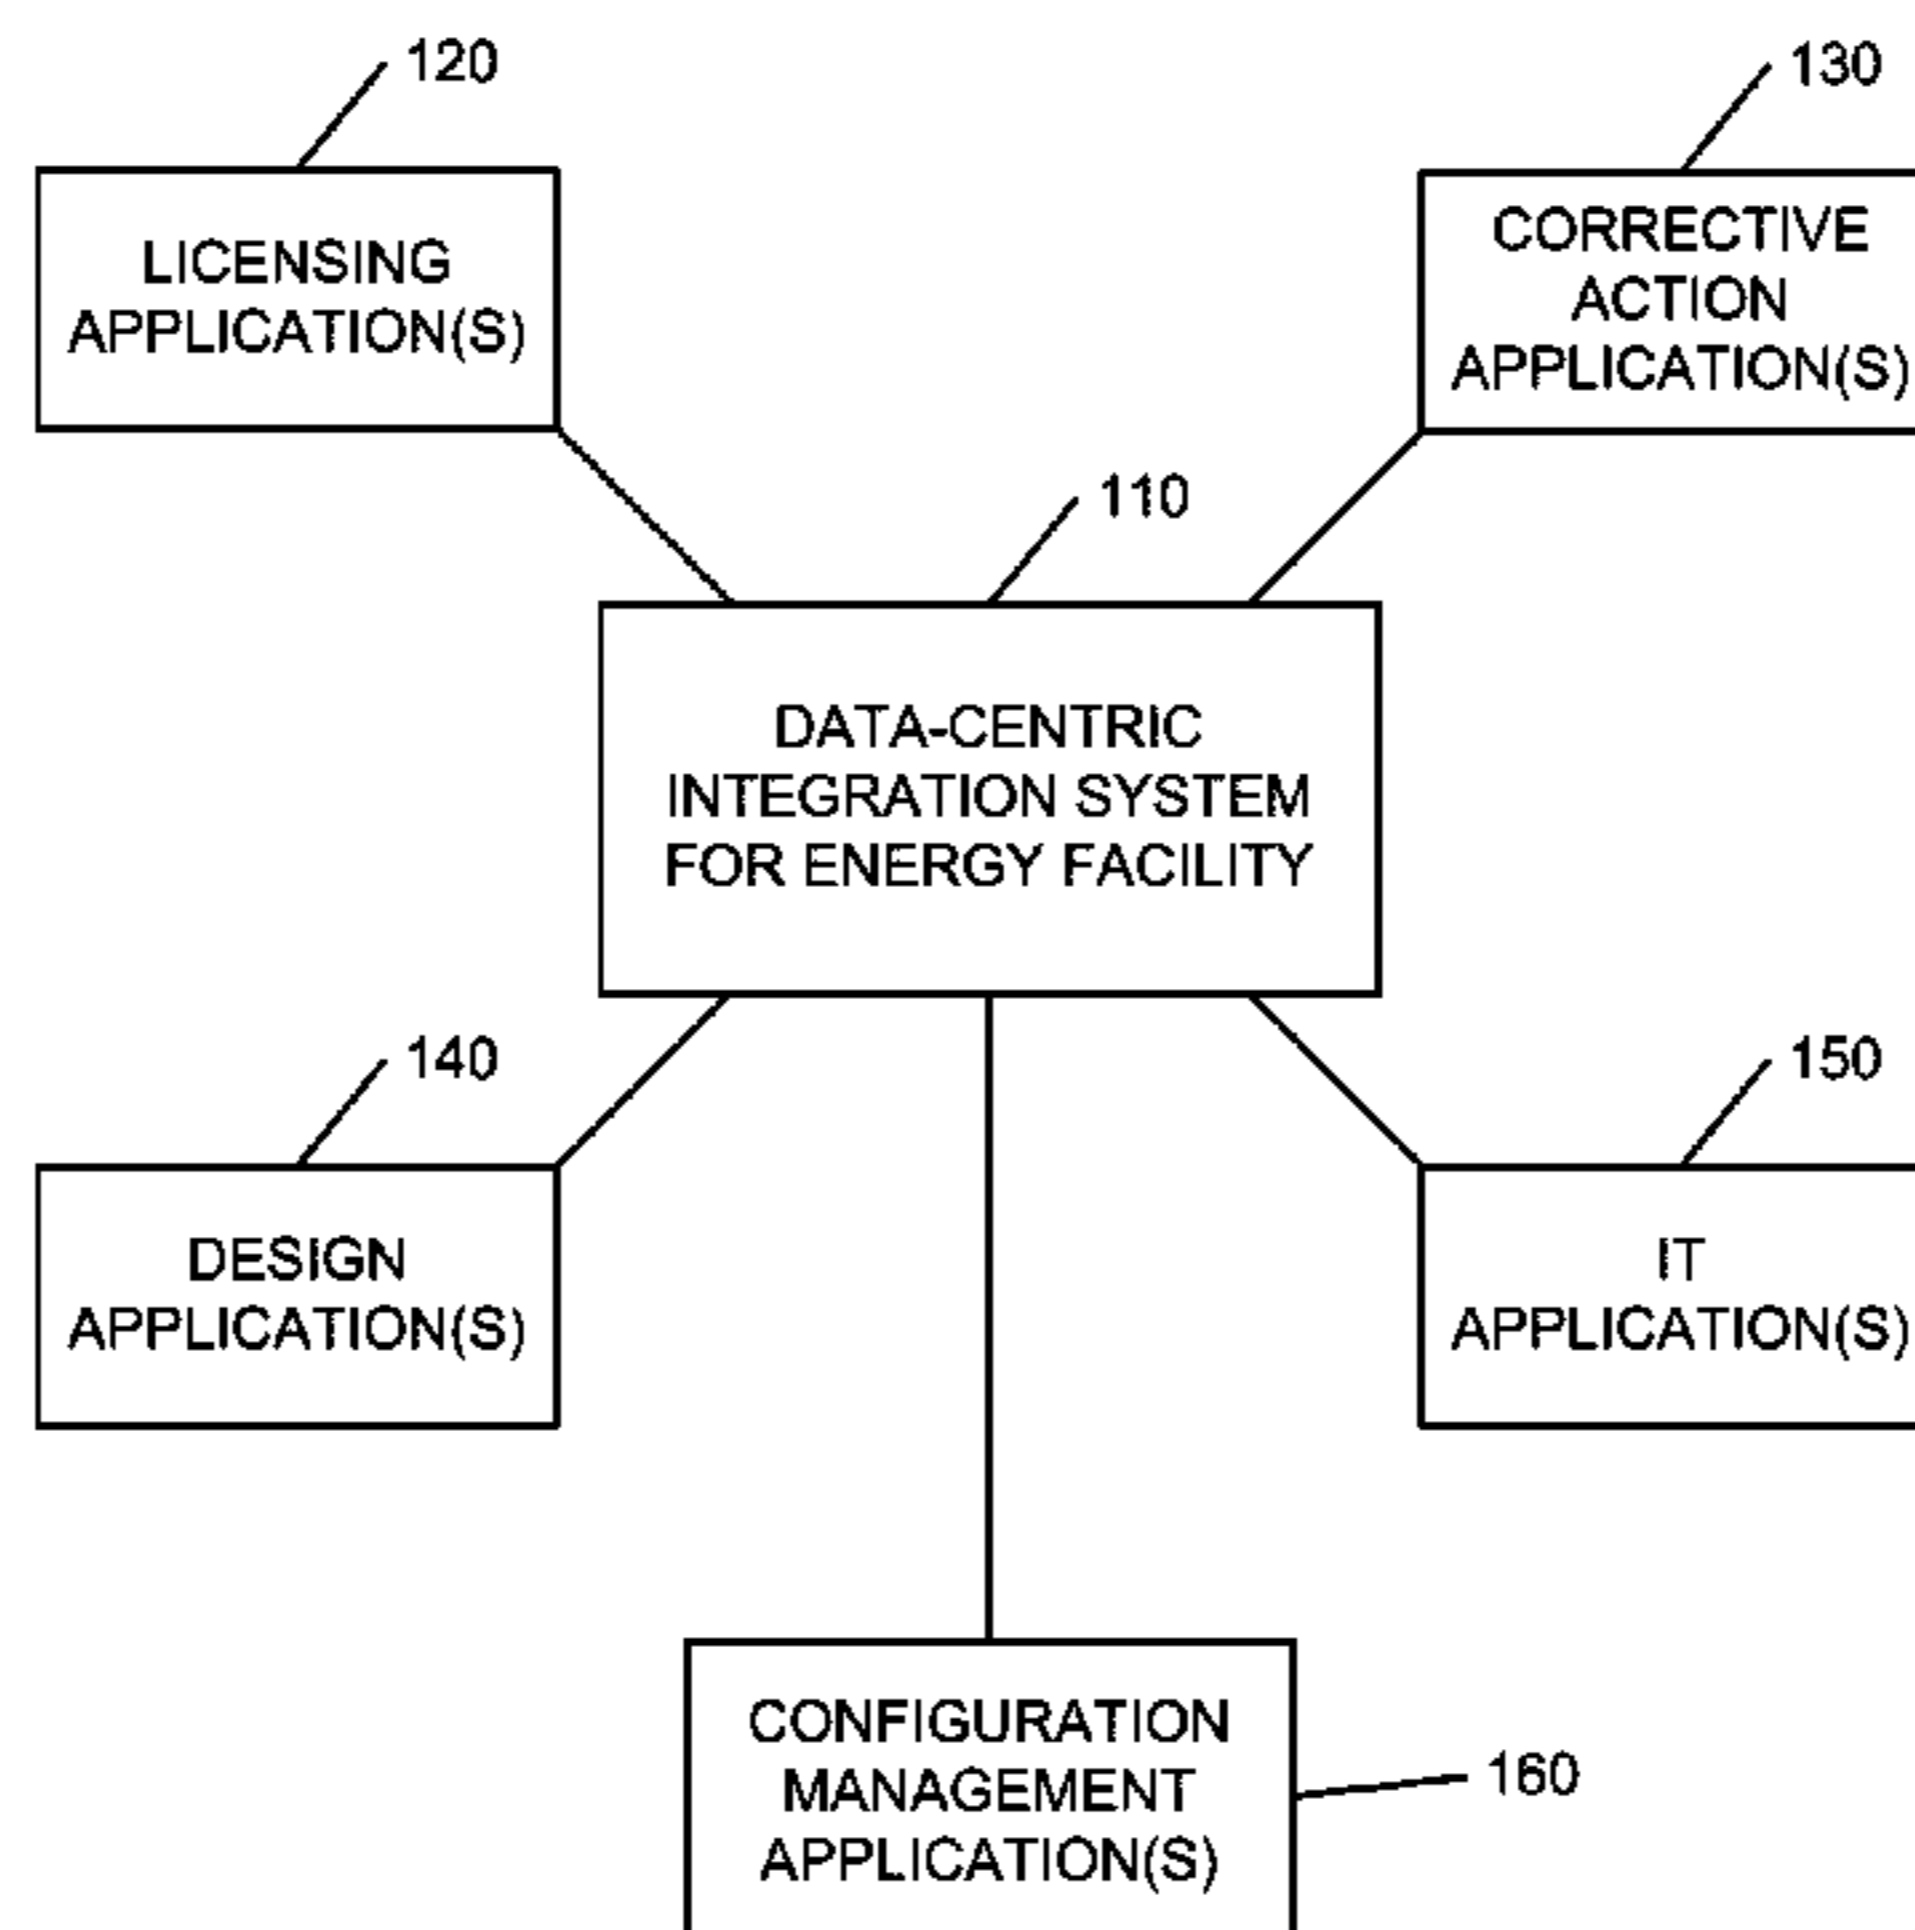 120
130
LICENSING
APPLICATION(S)
CORRECTIVE
ACTION
APPLICATION(S)
110
DATA-CENTRIC
INTEGRATION SYSTEM
FOR ENERGY FACILITY
140
150
DESIGN
APPLICATION(S)
IT
APPLICATION(S)
CONFIGURATION
MANAGEMENT
APPLICATION(S)
160